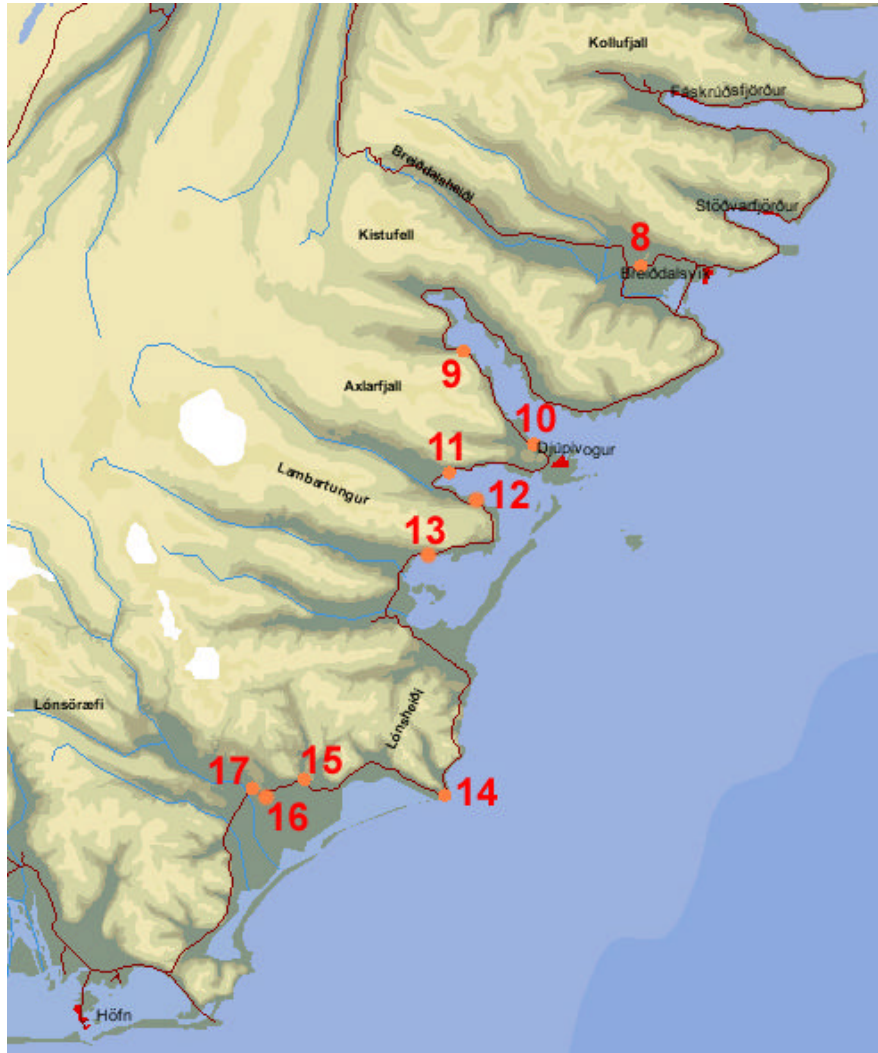 Kollufjall
Fáskrúðsfjörður
Breiðdalsheiði
Stöðvarfjörður
Kistufell
8
Breiðdalsvík
9
Axlarfjall
10
Djúpivogur
11
Lambartungur
12
13
Lónsöræfi
Lónsheiði
15
17
14
16
Höfn